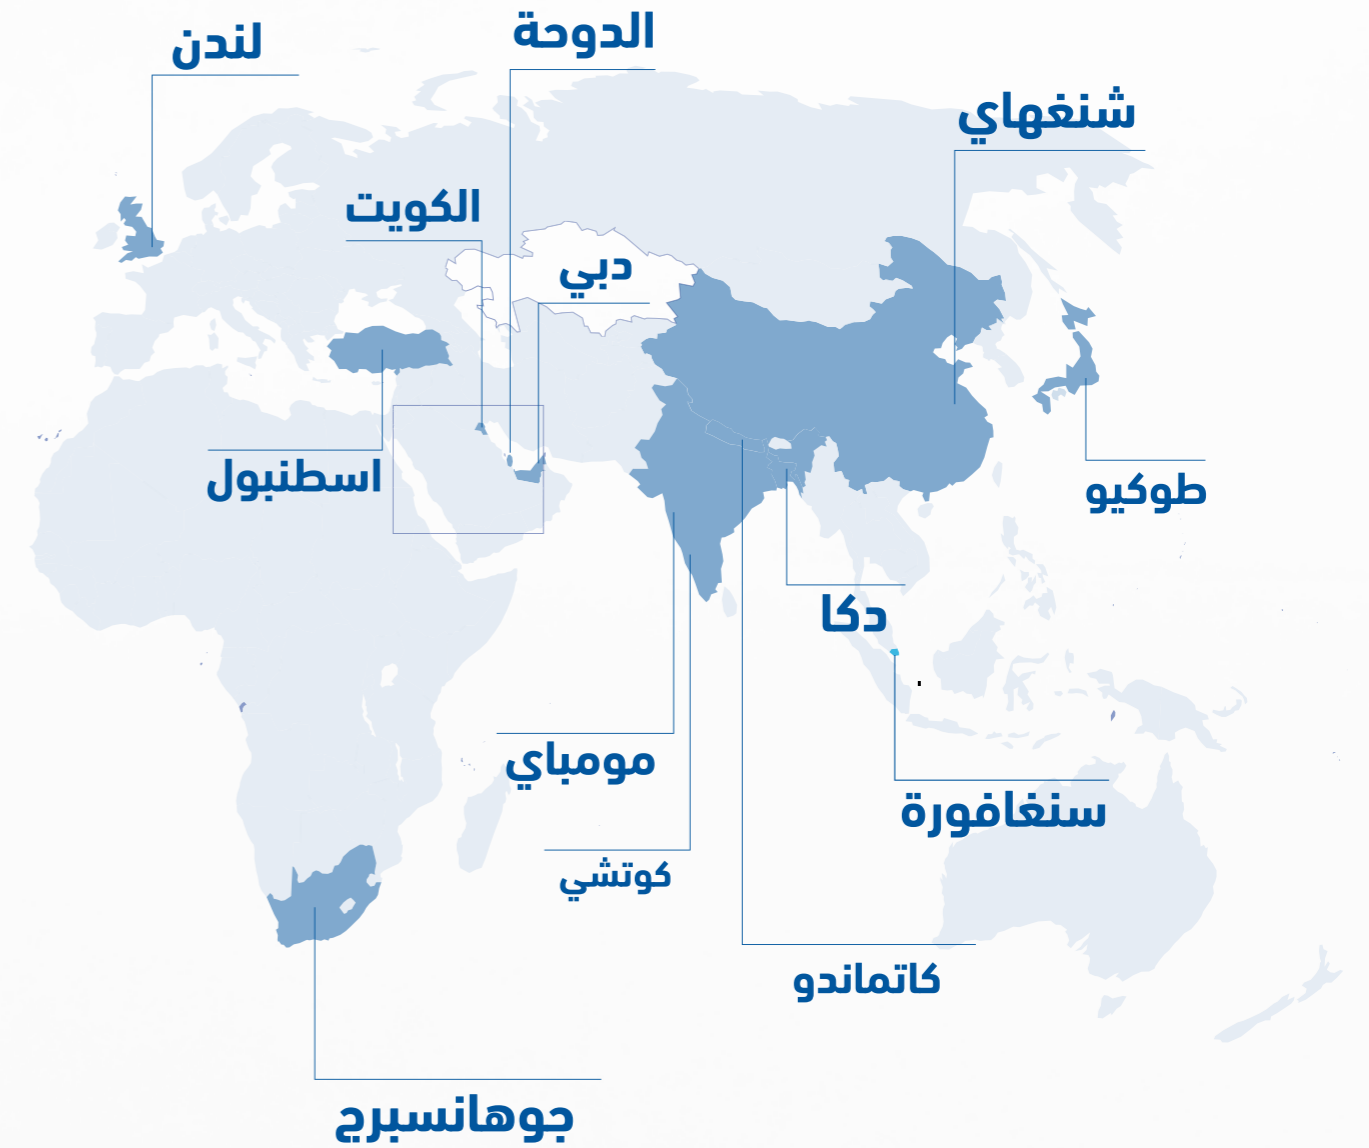 الدوحة
لندن
شنغهاي
الكويت
دبي
اسطنبول
طوكيو
دكا
مومباي
سنغافورة
كوتشي
كاتماندو
جوهانسبرج